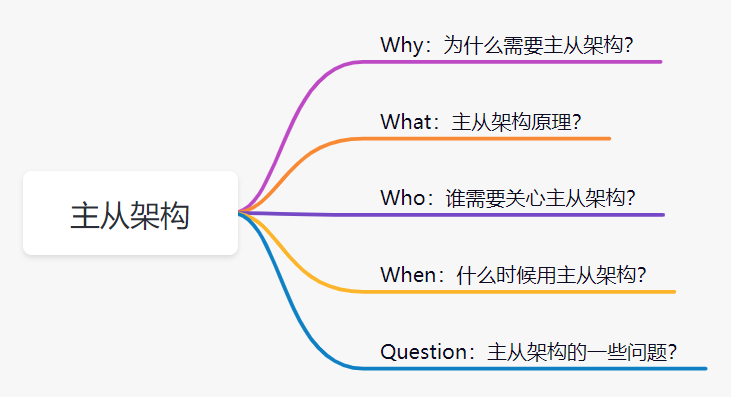 Why：为什么需要主从架构？
What：主从架构原理？
主从架构
Who：谁需要关心主从架构？
When：什么时候用主从架构？
Question：主从架构的一些问题？